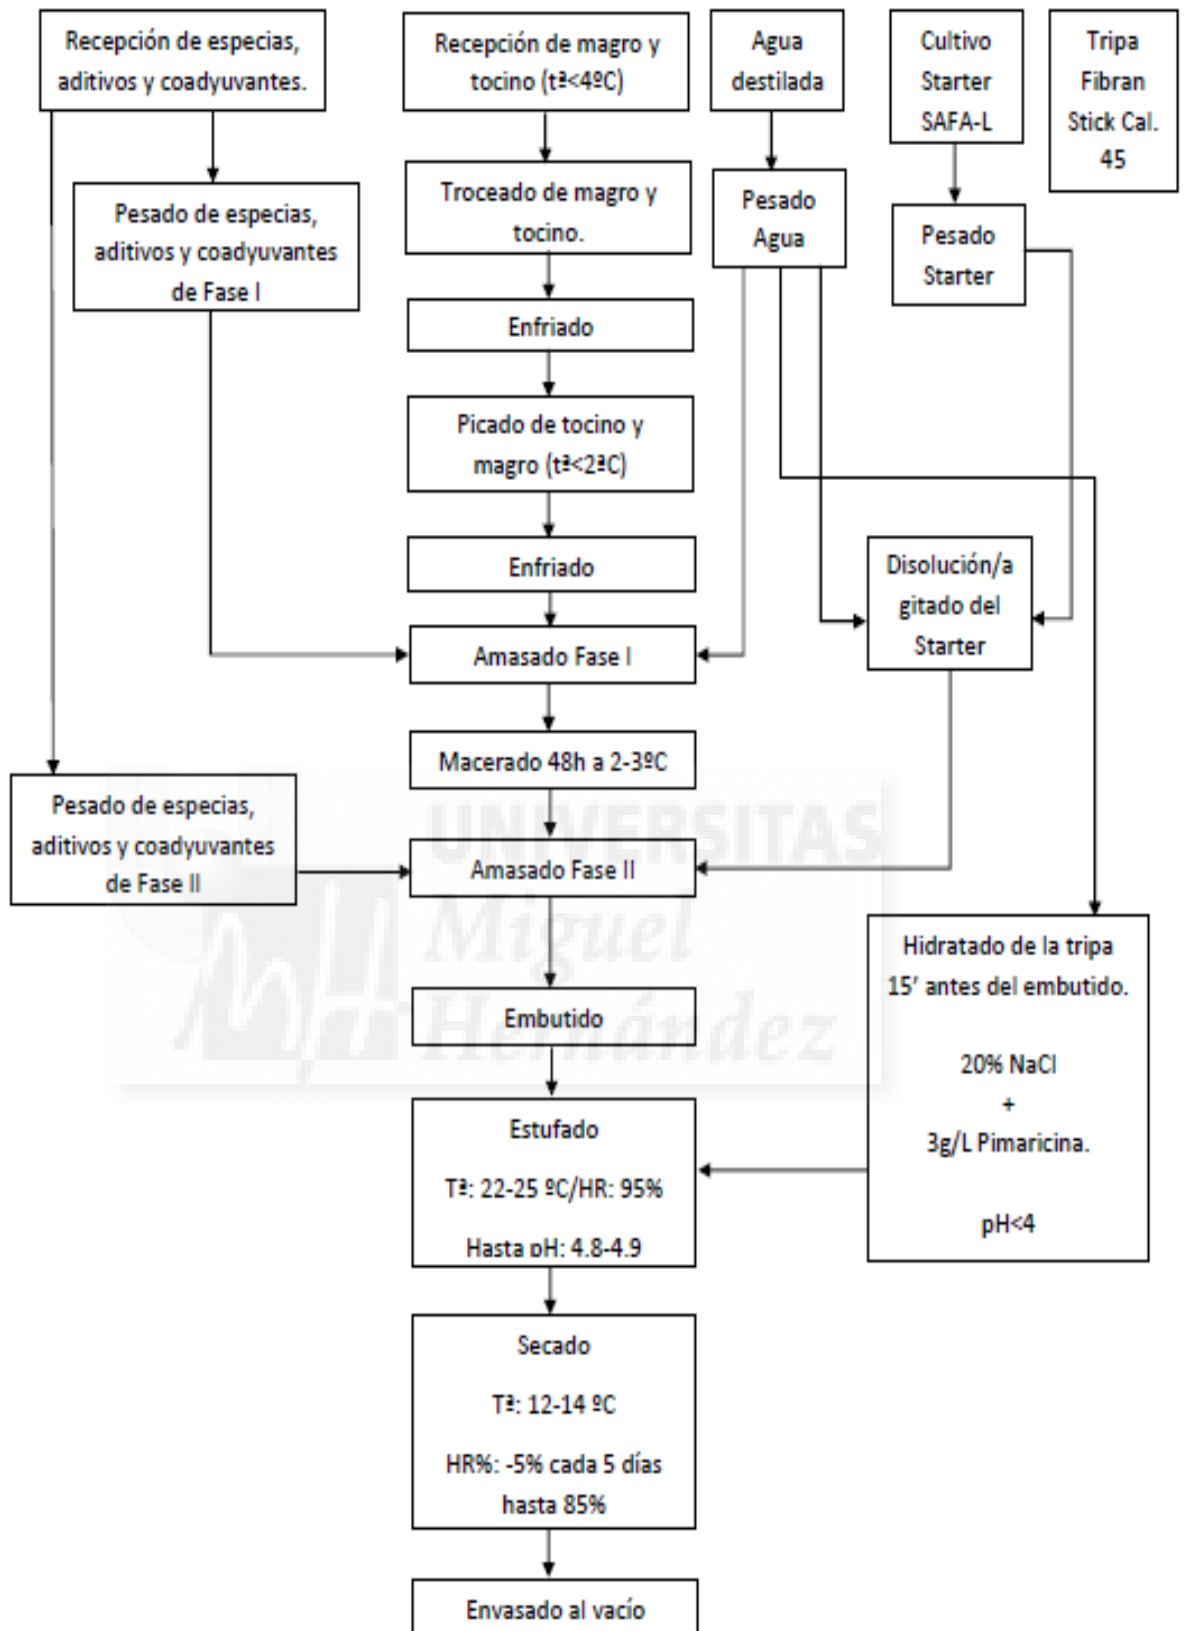 Recepción de especias,
aditivos y coadyuvantes.
Recepción de magro y
tocino (tª<4ºC)
Agua
destilada
Cultivo
Starter
SAFA-L
Tripa
Fibran
Stick Cal.
45
Pesado de especias,
aditivos y coadyuvantes
de Fase I
Troceado de magro y
tocino.
Pesado
Agua
Pesado
Starter
Enfriado
Picado de tocino y
magro (tª<2ªC)
Enfriado
Disolución/a
gitado del
Starter
Amasado Fase I
Macerado 48h a 2-3ºC
Pesado de especias,
aditivos y coadyuvantes
de Fase II
Amasado Fase II
Hidratado de la tripa
15’ antes del embutido.
20% NaCl
+
3g/L Pimaricina.
pH<4
Embutido
Estufado
Tª: 22-25 ºC/HR: 95%
Hasta pH: 4.8-4.9
Secado
Tª: 12-14 ºC
HR%: -5% cada 5 días
hasta 85%
Envasado al vacío
UNIVERSITAS
Miguel
Hernández